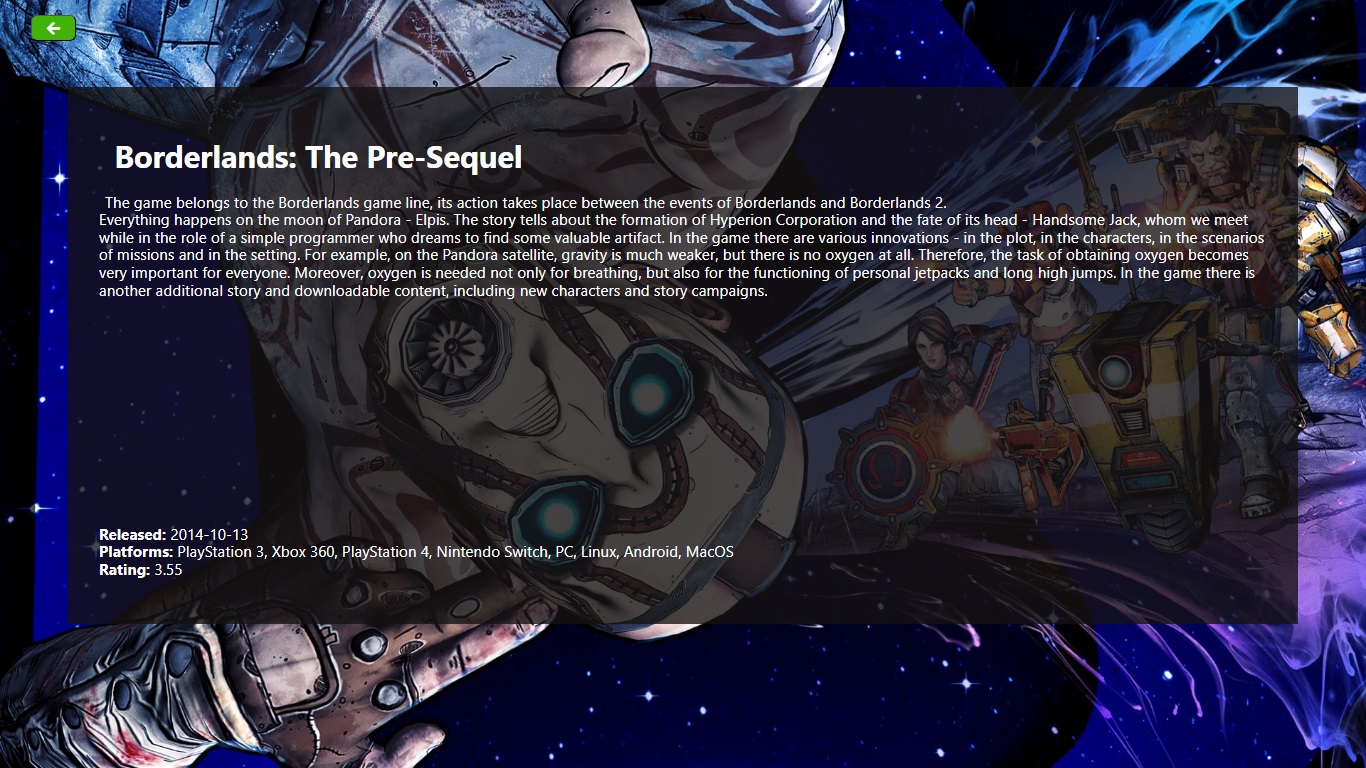 Borderlands: The Pre-Sequel
The game belongs to the Borderlands game line, its action takes place between the events of Borderlands and Borderlands 2.
Everything happens on the moon of Pandora - Elpis. The story tells about the formation of Hyperion Corporation and the fate of its head - Handsome Jack, whom we meet
while in the role of a simple programmer who dreams to find some valuable artifact. In the game there are various innovations - in the plot, in the characters, in the scenarios
of missions and in the setting. For example, on the Pandora satellite, gravity is much weaker, but there is no oxygen at all. Therefore, the task of obtaining oxygen becomes
very important for everyone. Moreover, oxygen is needed not only for breathing, but also for the functioning of personal jetpacks and long high jumps. In the game there is
another additional story and downloadable content, including new characters and story campaigns.
Released: 2014-10-13
Platforms: PlayStation 3, Xbox 360, PlayStation 4, Nintendo Switch, PC, Linux, Android, MacOS
Rating: 3.55